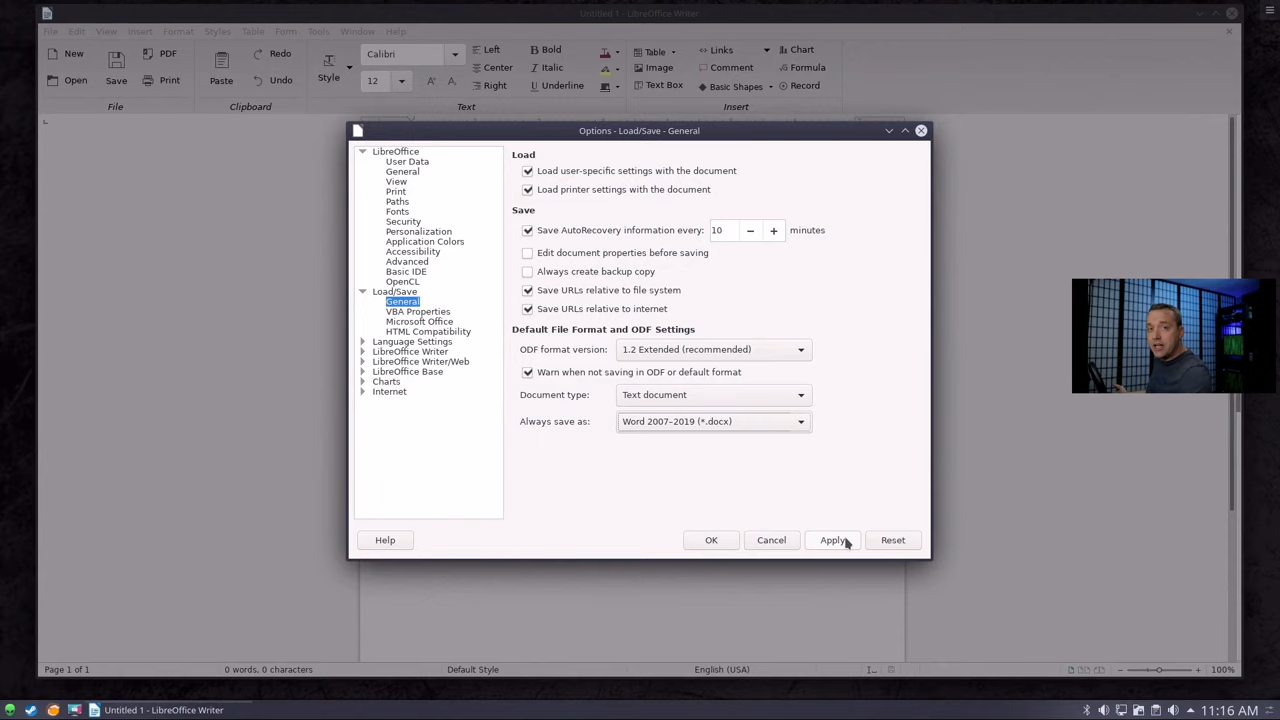 Untitled 1 - LibreOffice Writer
File Edit View Insert Format Styles Table Form Tools Window Help
New PDF Redo Calibri Left Bold Table Links Chart
Save Paste Style Center Italic Image Comment Formula
Open Print Undo 12 Right Underline Text Box Basic Shapes Record
File Clipboard Text Insert
Options - Load/Save - General
LibreOffice
User Data
General
View
Print
Paths
Fonts
Security
Personalization
Application Colors
Accessibility
Advanced
Basic IDE
OpenCL
Load/Save
General
VBA Properties
Microsoft Office
HTML Compatibility
Language Settings
LibreOffice Writer
LibreOffice Writer/Web
LibreOffice Base
Charts
Internet
Load
Load user-specific settings with the document
Load printer settings with the document
Save
Save AutoRecovery information every: 10 minutes
Edit document properties before saving
Always create backup copy
Save URLs relative to file system
Save URLs relative to internet
Default File Format and ODF Settings
ODF format version: 1.2 Extended (recommended)
Warn when not saving in ODF or default format
Document type: Text document
Always save as: Word 2007–2019 (*.docx)
Help OK Cancel Apply Reset
Page 1 of 1 0 words, 0 characters Default Style English (USA) 100%
Untitled 1 - LibreOffice Writer 11:16 AM